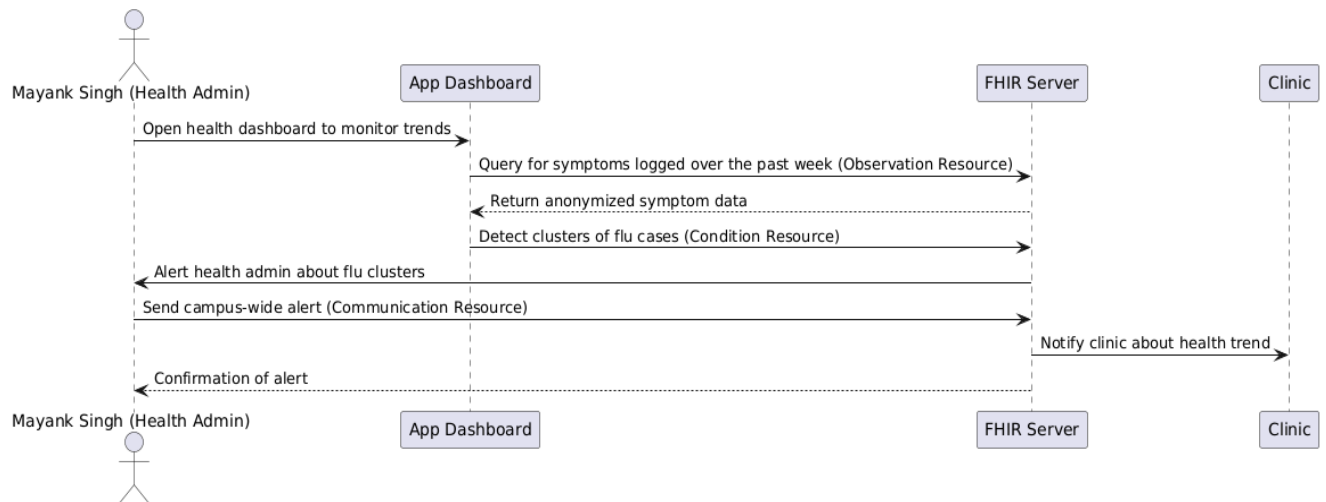 Mayank Singh (Health Admin)
App Dashboard
FHIR Server
Clinic
Open health dashboard to monitor trends
Query for symptoms logged over the past week (Observation Resource)
Return anonymized symptom data
Detect clusters of flu cases (Condition Resource)
Alert health admin about flu clusters
Send campus-wide alert (Communication Resource)
Notify clinic about health trend
Confirmation of alert
Mayank Singh (Health Admin)
App Dashboard
FHIR Server
Clinic